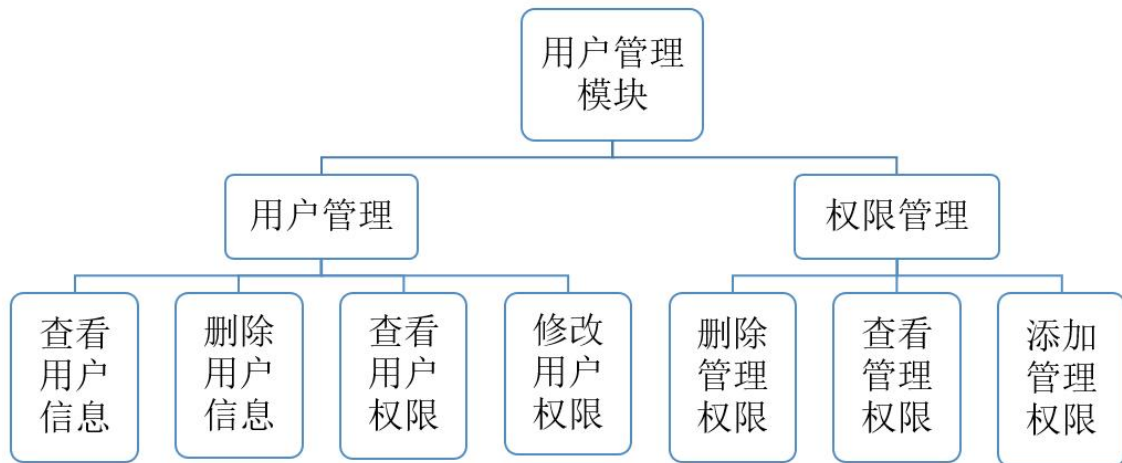 用户管理
模块
用户管理
权限管理
查看
用户
信息
删除
用户
信息
查看
用户
权限
修改
用户
权限
删除
管理
权限
查看
管理
权限
添加
管理
权限